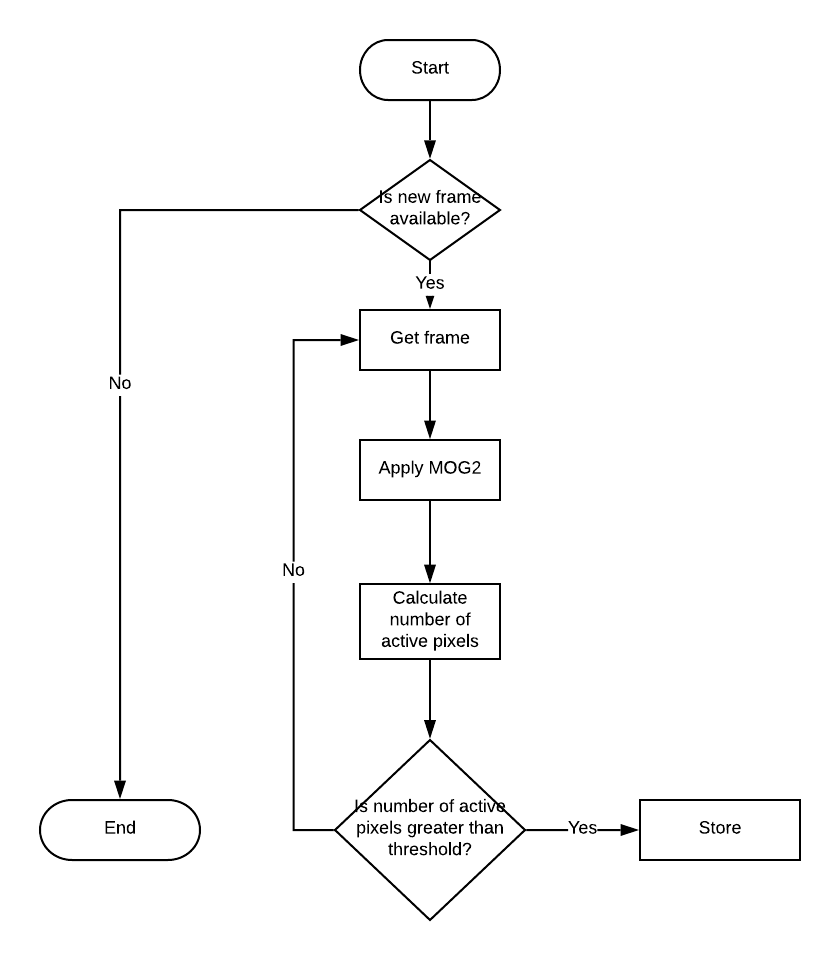 Start
Is new frame
available?
Yes
Get frame
No
Apply MOG2
No
Calculate
number of
active pixels
Is number of active
pixels greater than
threshold?
Yes
Store
End